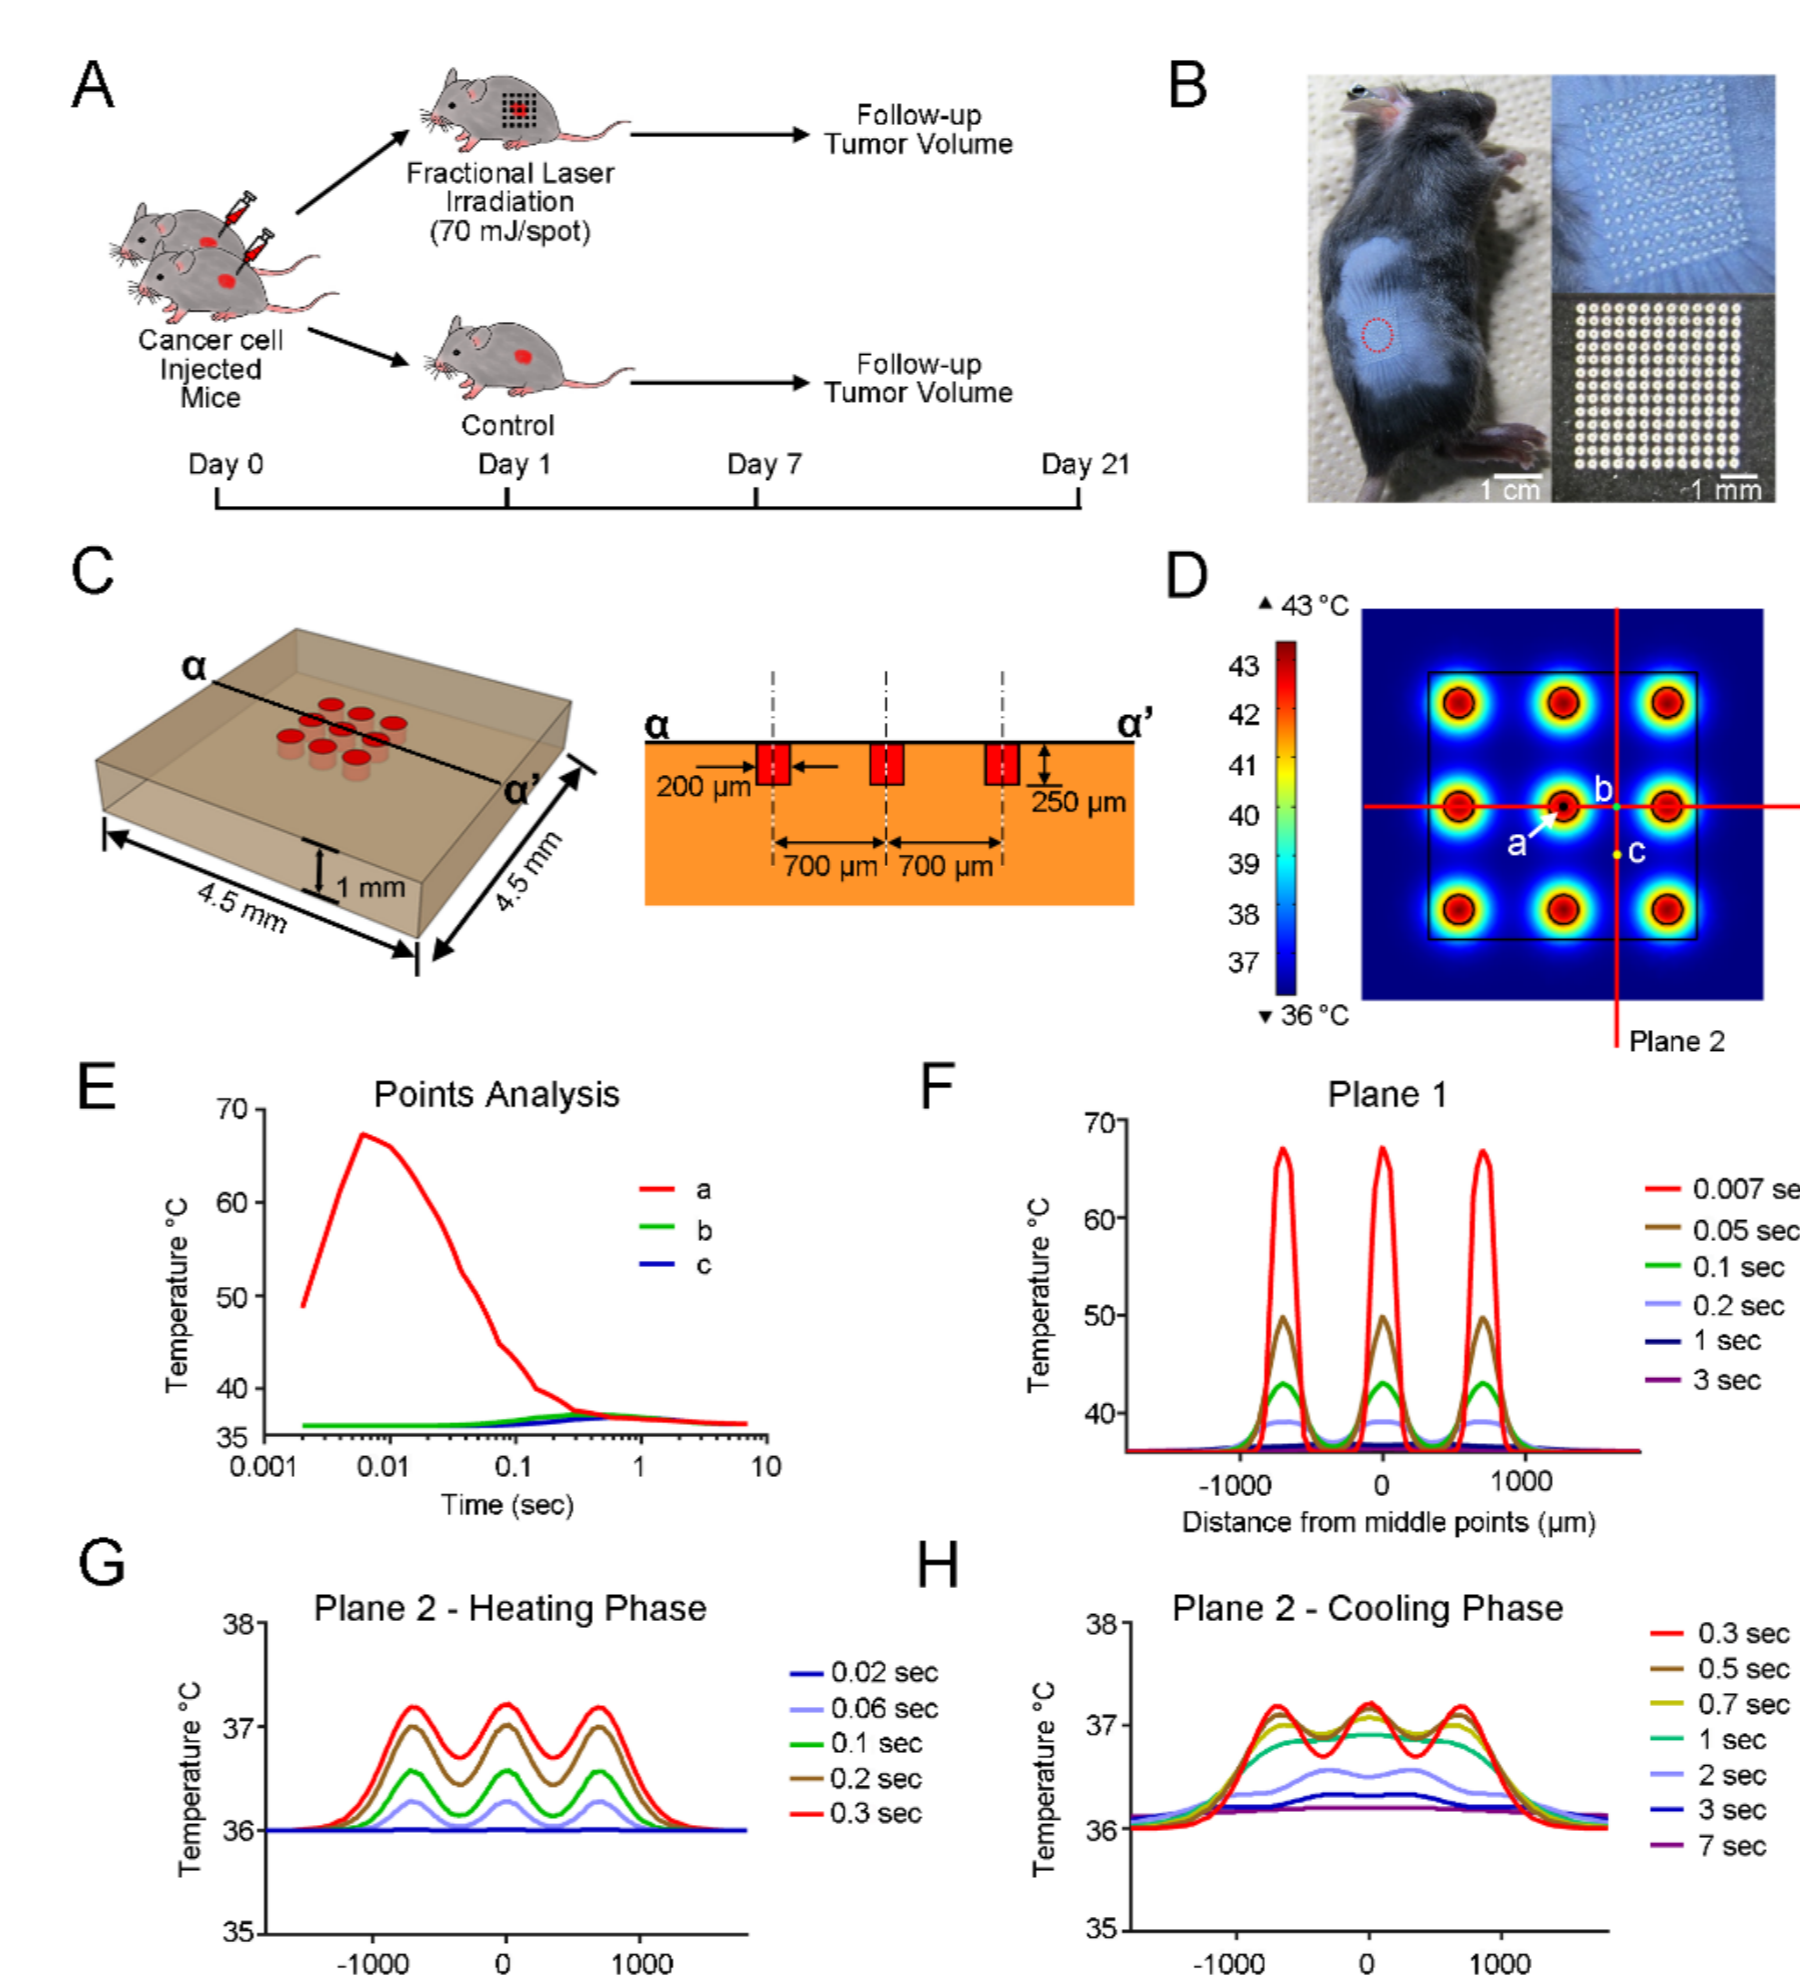 A
Follow-up
Tumor Volume
Fractional Laser
Irradiation
(70 mJ/spot)
Cancer cell
Injected
Mice
Follow-up
Tumor Volume
Control
Day 0
Day 1
Day 7
Day 21
B
1 cm
1 mm
C
α
α’
4.5 mm
1 mm
4.5 mm
α
α’
200 µm
250 µm
700 µm
700 µm
D
▲ 43 °C
43
42
41
40
39
38
37
▼ 36 °C
a
b
c
Plane 2
E
Points Analysis
Temperature °C
70
60
50
40
35
0.001
0.01
0.1
1
10
Time (sec)
a
b
c
F
Plane 1
Temperature °C
70
60
50
40
-1000
0
1000
Distance from middle points (µm)
0.007 se
0.05 sec
0.1 sec
0.2 sec
1 sec
3 sec
G
Plane 2 - Heating Phase
Temperature °C
38
37
36
35
-1000
0
1000
0.02 sec
0.06 sec
0.1 sec
0.2 sec
0.3 sec
H
Plane 2 - Cooling Phase
Temperature °C
38
37
36
35
-1000
0
1000
0.3 sec
0.5 sec
0.7 sec
1 sec
2 sec
3 sec
7 sec